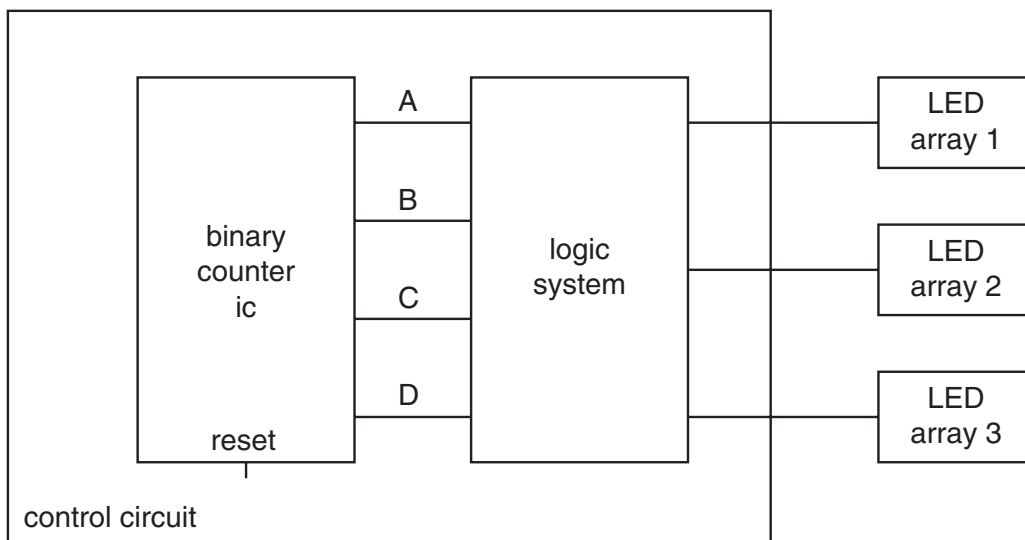 A
B
C
D
binary
counter
ic
reset
logic
system
LED
array 1
LED
array 2
LED
array 3
control circuit